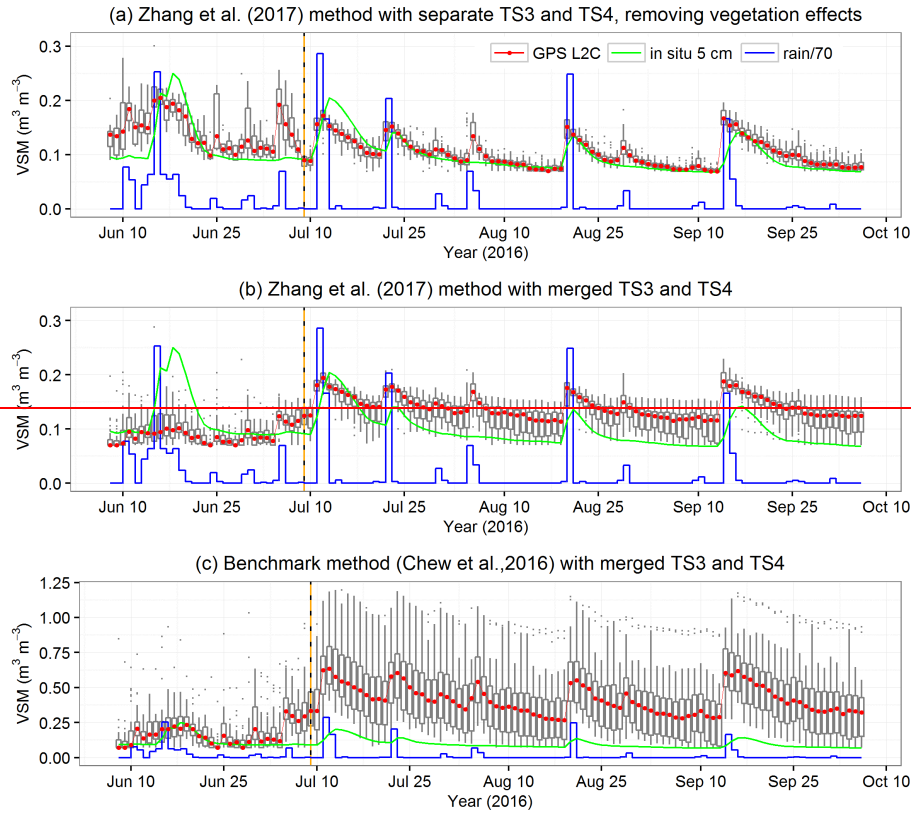 (a) Zhang et al. (2017) method with separate TS3 and TS4, removing vegetation effects
GPS L2C in situ 5 cm rain/70
VSM (m³ m⁻³)
0.3
0.2
0.1
0.0
Jun 10 Jun 25 Jul 10 Jul 25 Aug 10 Aug 25 Sep 10 Sep 25 Oct 10
Year (2016)
(b) Zhang et al. (2017) method with merged TS3 and TS4
VSM (m³ m⁻³)
0.3
0.2
0.1
0.0
Jun 10 Jun 25 Jul 10 Jul 25 Aug 10 Aug 25 Sep 10 Sep 25 Oct 10
Year (2016)
(c) Benchmark method (Chew et al.,2016) with merged TS3 and TS4
VSM (m³ m⁻³)
1.25
1.00
0.75
0.50
0.25
0.00
Jun 10 Jun 25 Jul 10 Jul 25 Aug 10 Aug 25 Sep 10 Sep 25 Oct 10
Year (2016)